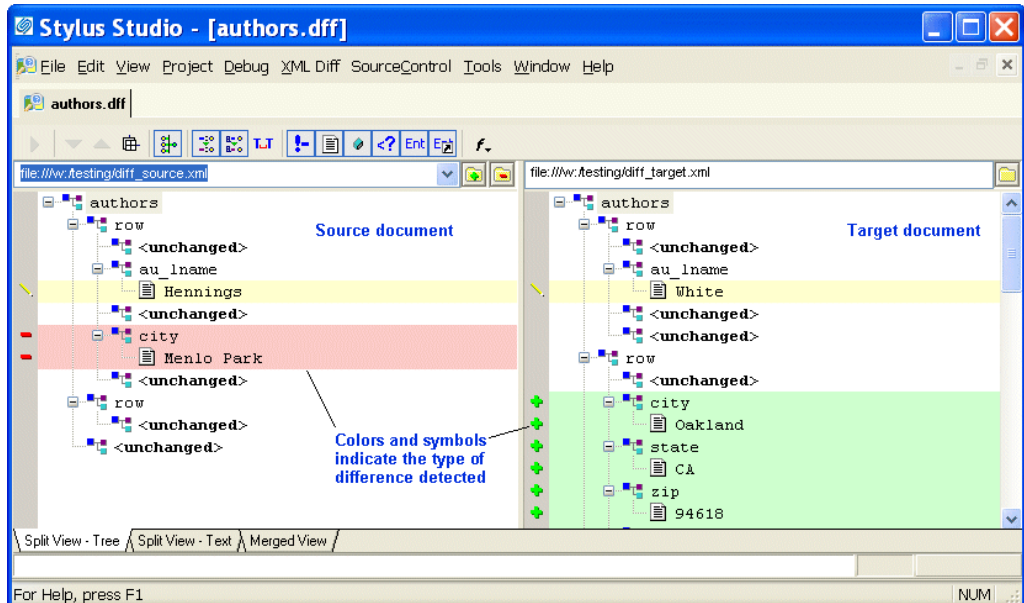 Stylus Studio - [authors.dff]
File Edit View Project Debug XML Diff SourceControl Tools Window Help
authors.dff
<? Ent
file:///w:/testing/diff_source.xml
authors
row
<unchanged>
au_lname
Hennings
<unchanged>
city
Menlo Park
<unchanged>
row
<unchanged>
<unchanged>
Source document
Colors and symbols
indicate the type of
difference detected
file:///w:/testing/diff_target.xml
authors
row
<unchanged>
au_lname
White
<unchanged>
<unchanged>
row
<unchanged>
city
Oakland
state
CA
zip
94618
Target document
Split View - Tree Split View - Text Merged View
For Help, press F1 NUM